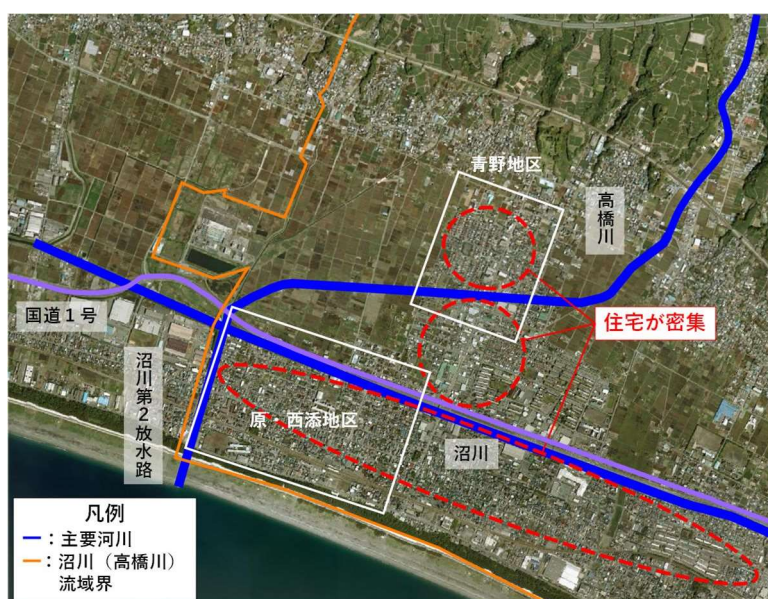 青野地区
高橋川
国道1号
住宅が密集
沼川第2放水路
原・西添地区
沼川
凡例
：主要河川
：沼川（高橋川）
流域界